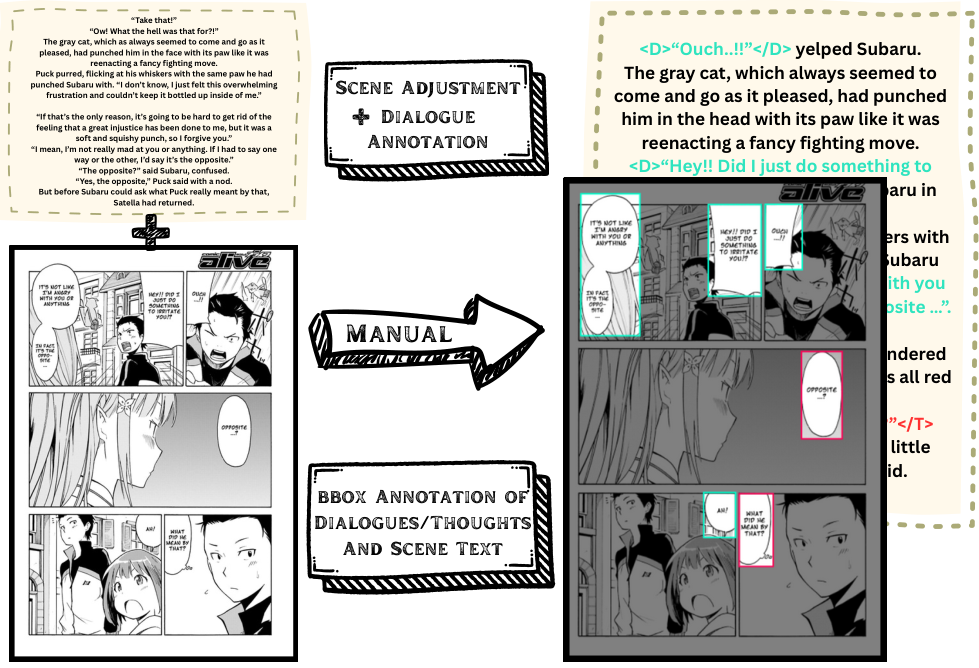 “Take that!”
“Ow! What the hell was that for?!”
The gray cat, which as always seemed to come and go as it
pleased, had punched him in the face with its paw like it was
reenacting a fancy fighting move.
Puck purred, flicking at his whiskers with the same paw he had
punched Subaru with. “I don’t know, I just felt this overwhelming
frustration and couldn’t keep it bottled up inside of me.”
“If that’s the only reason, it’s going to be hard to get rid of the
feeling that a great injustice has been done to me, but it was a
soft and squishy punch, so I forgive you.”
“I mean, I’m not really mad at you or anything. If I had to say one
way or the other, I’d say it’s the opposite.”
“The opposite?” said Subaru, confused.
“Yes, the opposite,” Puck said with a nod.
But before Subaru could ask what Puck really meant by that,
Satella had returned.
alive
OUCH
...!!
HEY!! DID I
JUST DO
SOMETHING
TO IRRITATE
YOU!?
IT'S NOT LIKE
I'M ANGRY
WITH YOU OR
ANYTHING
IN FACT,
IT'S THE
OPPO-
SITE
...
OPPOSITE
...?
AH!
WHAT
DID HE
MEAN BY
THAT?
SCENE ADJUSTMENT
+ DIALOGUE
ANNOTATION
MANUAL
BBOX ANNOTATION OF
DIALOGUES/THOUGHTS
AND SCENE TEXT
<D>“Ouch..!!”</D> yelped Subaru.
The gray cat, which always seemed to
come and go as it pleased, had punched
him in the head with its paw like it was
reenacting a fancy fighting move.
<D>“Hey!! Did I just do something to
baru in
ers with
Subaru
ith you
osite ...”.
ndered
s all red
”</T>
little
id.
alive
OUCH
...!!
HEY!! DID I
JUST DO
SOMETHING
TO IRRITATE
YOU!?
IT'S NOT LIKE
I'M ANGRY
WITH YOU OR
ANYTHING
IN FACT,
IT'S THE
OPPO-
SITE
...
OPPOSITE
...?
AH!
WHAT
DID HE
MEAN BY
THAT?